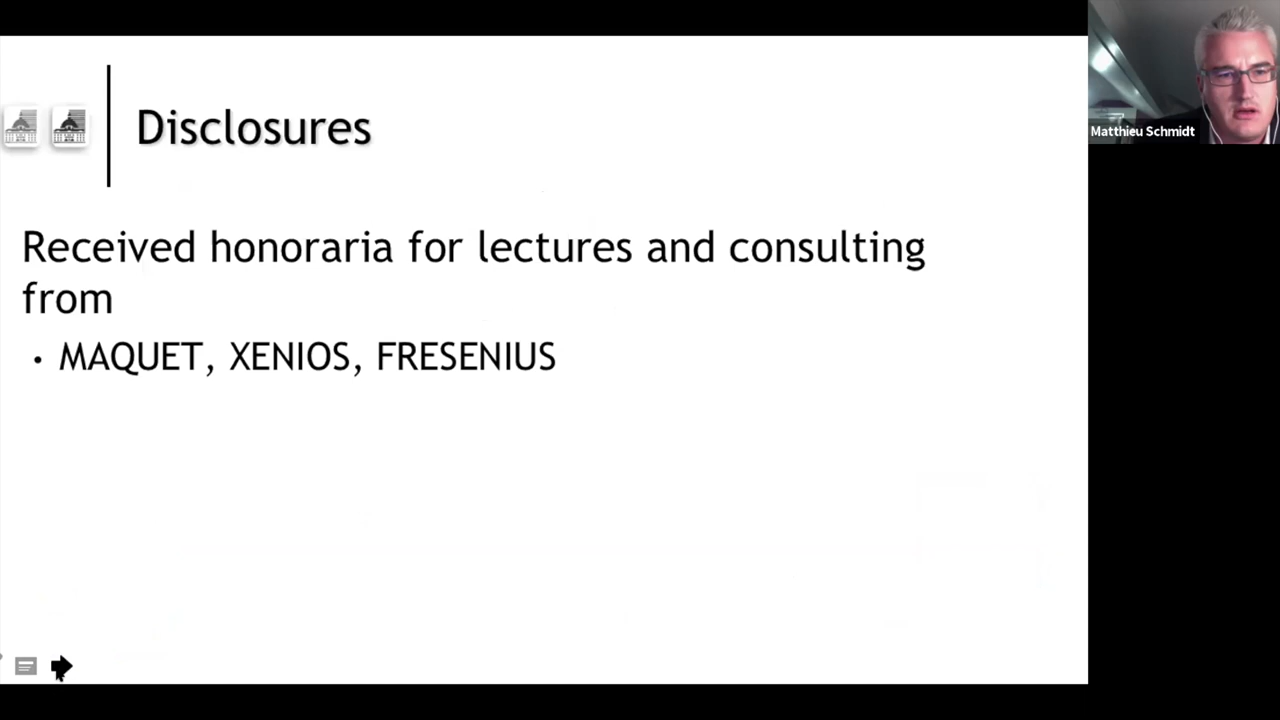 Disclosures
Received honoraria for lectures and consulting
from
• MAQUET, XENIOS, FRESENIUS
Matthieu Schmidt